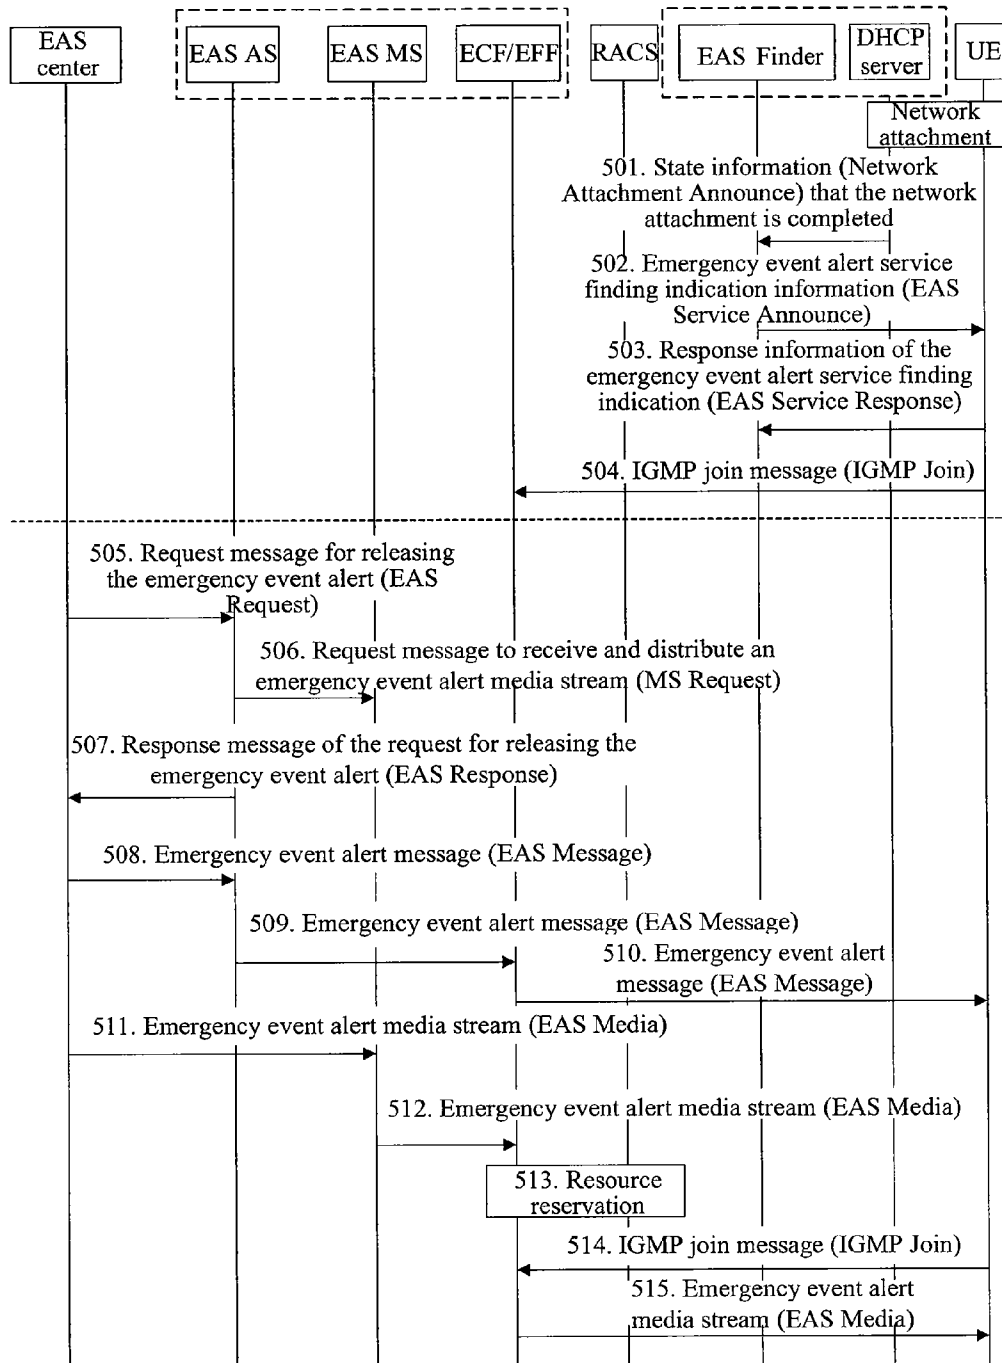 EAS
center
EAS AS
EAS MS
ECF/EFF
RACS
EAS Finder
DHCP
server
UE
Network
attachment
501. State information (Network
Attachment Announce) that the network
attachment is completed
502. Emergency event alert service
finding indication information (EAS
Service Announce)
503. Response information of the
emergency event alert service finding
indication (EAS Service Response)
504. IGMP join message (IGMP Join)
505. Request message for releasing
the emergency event alert (EAS
Request)
506. Request message to receive and distribute an
emergency event alert media stream (MS Request)
507. Response message of the request for releasing the
emergency event alert (EAS Response)
508. Emergency event alert message (EAS Message)
509. Emergency event alert message (EAS Message)
510. Emergency event alert
message (EAS Message)
511. Emergency event alert media stream (EAS Media)
512. Emergency event alert media stream (EAS Media)
513. Resource
reservation
514. IGMP join message (IGMP Join)
515. Emergency event alert
media stream (EAS Media)